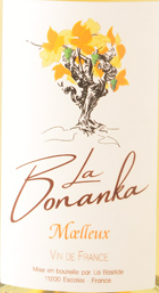 La
Bonanka
Mœlleux
VIN DE FRANCE
Mise en bouteille par La Bastide
11200 Escales - France